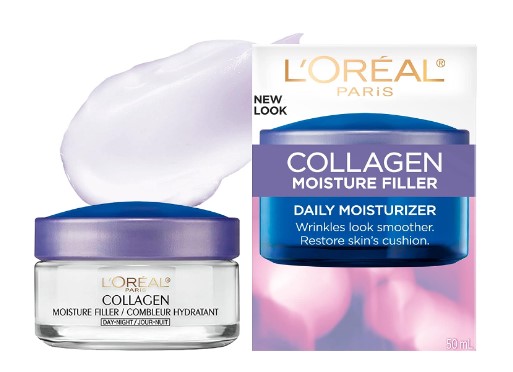 L'ORÉAL®
PARIS
NEW
LOOK
COLLAGEN
MOISTURE FILLER
DAILY MOISTURIZER
Wrinkles look smoother.
Restore skin's cushion.
50 mL
L'ORÉAL®
PARIS
COLLAGEN
MOISTURE FILLER / COMBLEUR HYDRATANT
DAY-NIGHT/JOUR-NUIT